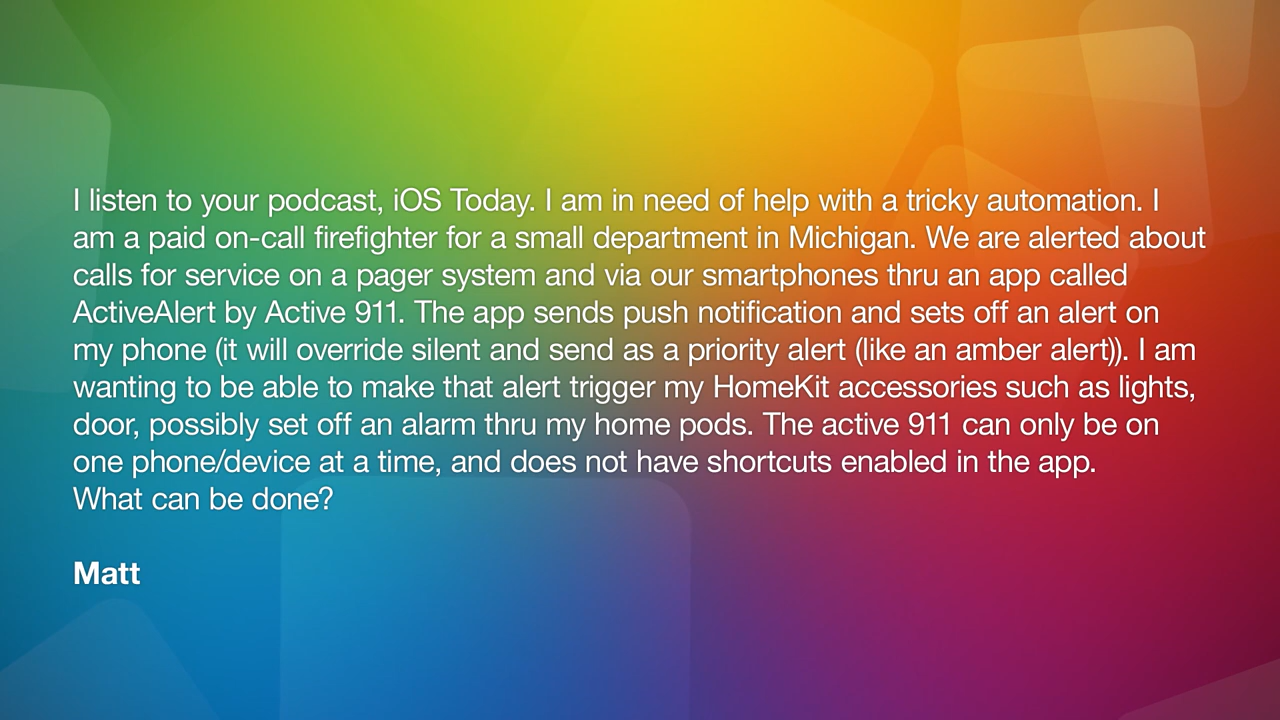 I listen to your podcast, iOS Today. I am in need of help with a tricky automation. I
am a paid on-call firefighter for a small department in Michigan. We are alerted about
calls for service on a pager system and via our smartphones thru an app called
ActiveAlert by Active 911. The app sends push notification and sets off an alert on
my phone (it will override silent and send as a priority alert (like an amber alert)). I am
wanting to be able to make that alert trigger my HomeKit accessories such as lights,
door, possibly set off an alarm thru my home pods. The active 911 can only be on
one phone/device at a time, and does not have shortcuts enabled in the app.
What can be done?
Matt